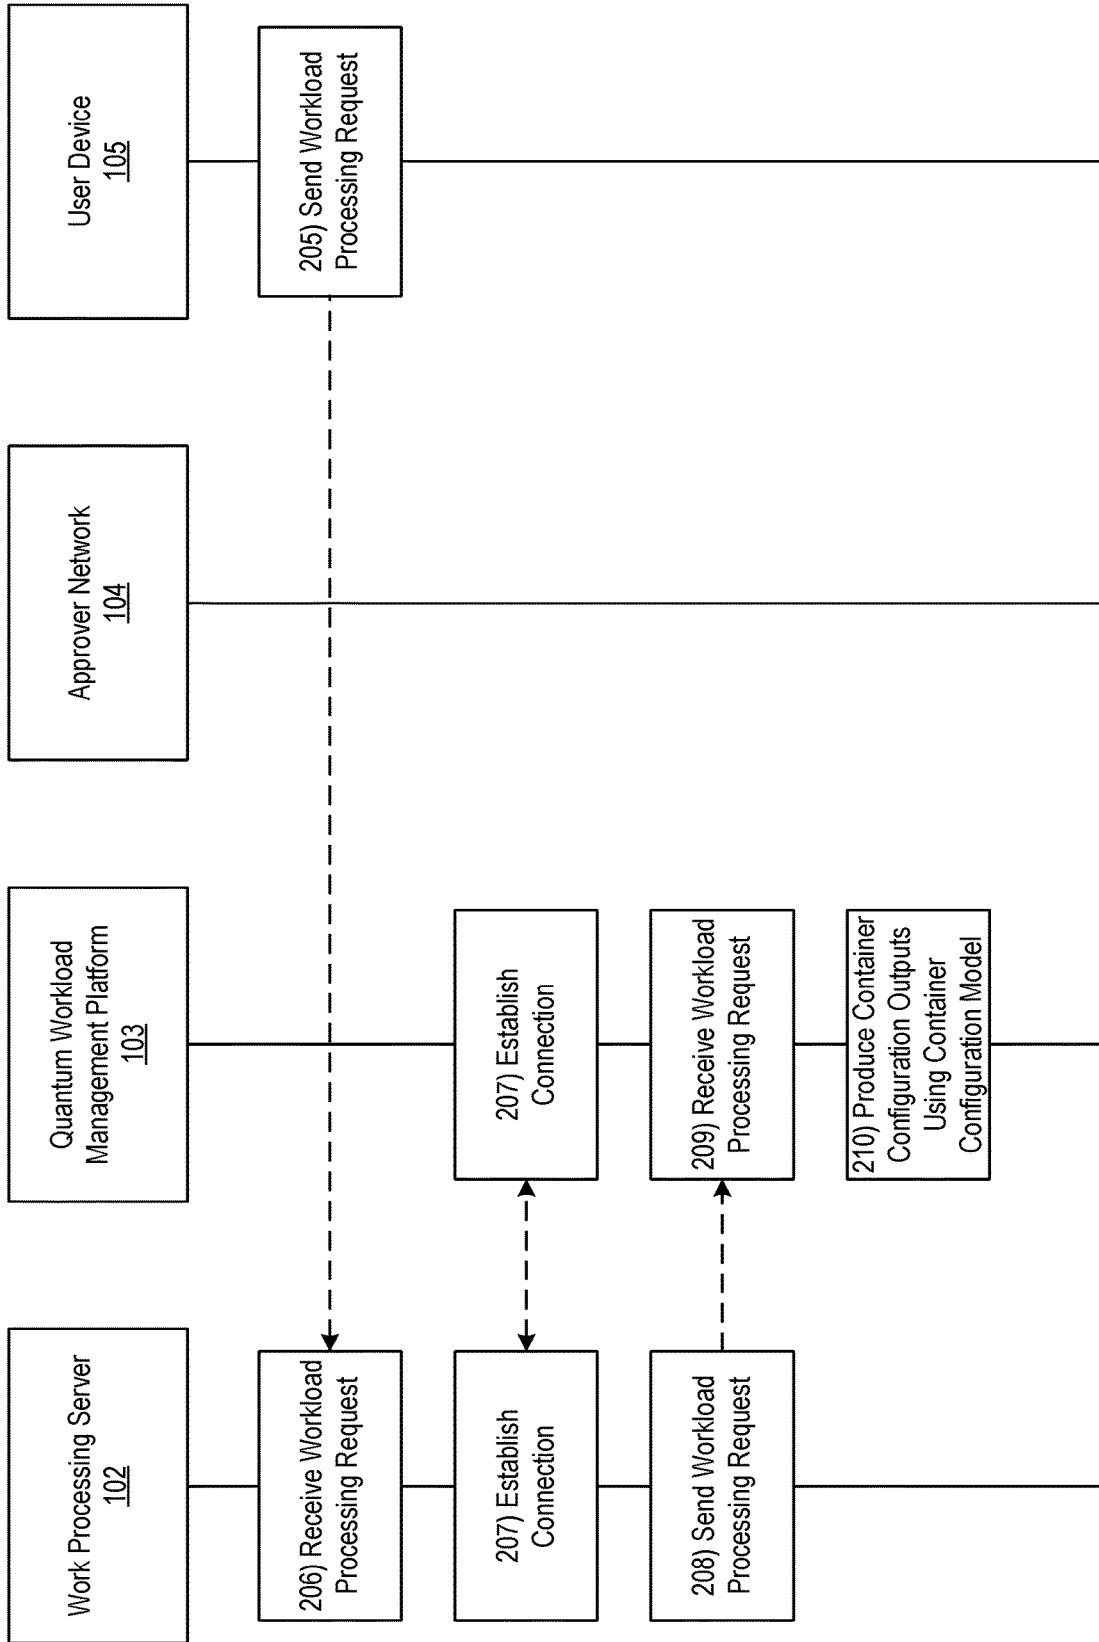 Work Processing Server
102
Quantum Workload
Management Platform
103
Approver Network
104
User Device
105
205) Send Workload
Processing Request
206) Receive Workload
Processing Request
207) Establish
Connection
207) Establish
Connection
208) Send Workload
Processing Request
209) Receive Workload
Processing Request
210) Produce Container
Configuration Outputs
Using Container
Configuration Model